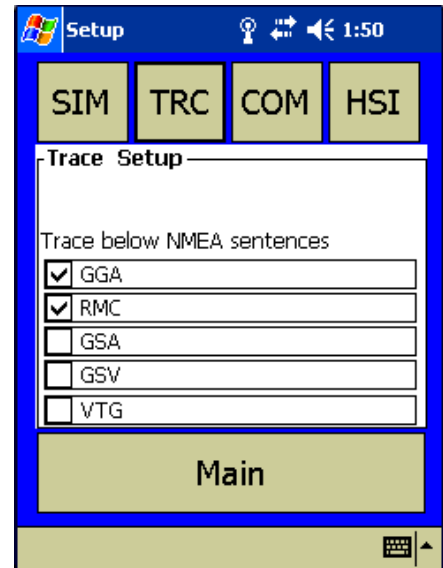 Setup 1:50
SIM TRC COM HSI
Trace Setup
Trace below NMEA sentences
GGA
RMC
GSA
GSV
VTG
Main